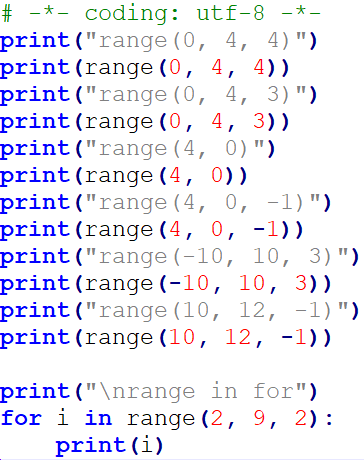 # -*- coding: utf-8 -*-
print("range(0, 4, 4)")
print(range(0, 4, 4))
print("range(0, 4, 3)")
print(range(0, 4, 3))
print("range(4, 0)")
print(range(4, 0))
print("range(4, 0, -1)")
print(range(4, 0, -1))
print("range(-10, 10, 3)")
print(range(-10, 10, 3))
print("range(10, 12, -1)")
print(range(10, 12, -1))

print("\nrange in for")
for i in range(2, 9, 2):
    print(i)